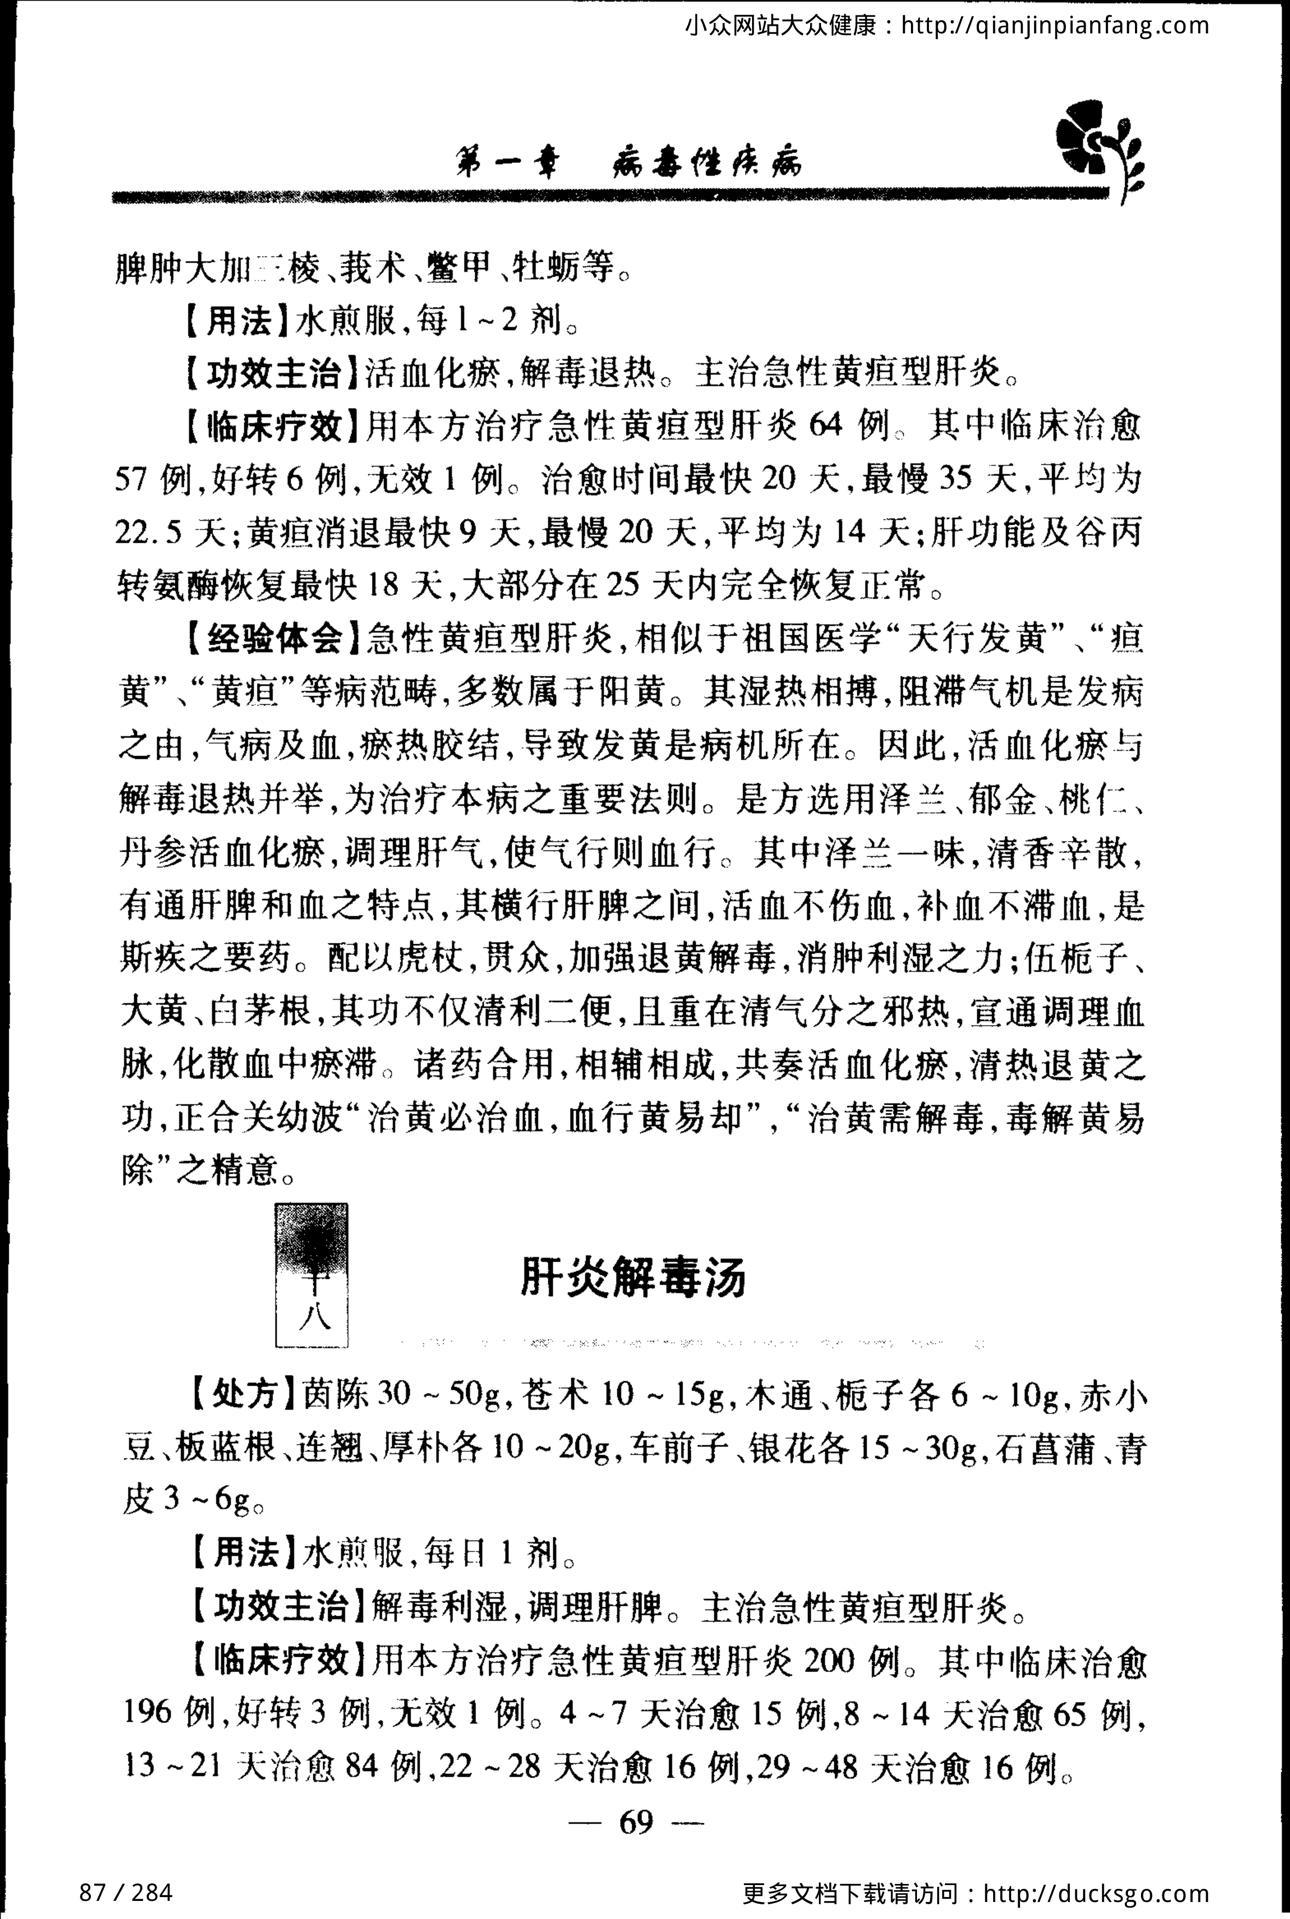 小众网站大众健康：http://qianjinpianfang.com
第一章 病毒性疾病
脾肿大加三棱、莪术、鳖甲、牡蛎等。
【用法】水煎服,每1~2剂。
【功效主治】活血化瘀,解毒退热。主治急性黄疸型肝炎。
【临床疗效】用本方治疗急性黄疸型肝炎64例。其中临床治愈
57例,好转6例,无效1例。治愈时间最快20天,最慢35天,平均为
22.5天;黄疸消退最快9天,最慢20天,平均为14天;肝功能及谷丙
转氨酶恢复最快18天,大部分在25天内完全恢复正常。
【经验体会】急性黄疸型肝炎,相似于祖国医学“天行发黄”、“疸
黄”、“黄疸”等病范畴,多数属于阳黄。其湿热相搏,阻滞气机是发病
之由,气病及血,瘀热胶结,导致发黄是病机所在。因此,活血化瘀与
解毒退热并举,为治疗本病之重要法则。是方选用泽兰、郁金、桃仁、
丹参活血化瘀,调理肝气,使气行则血行。其中泽兰一味,清香辛散,
有通肝脾和血之特点,其横行肝脾之间,活血不伤血,补血不滞血,是
斯疾之要药。配以虎杖,贯众,加强退黄解毒,消肿利湿之力;伍栀子、
大黄、白茅根,其功不仅清利二便,且重在清气分之邪热,宣通调理血
脉,化散血中瘀滞。诸药合用,相辅相成,共奏活血化瘀,清热退黄之
功,正合关幼波“治黄必治血,血行黄易却”,“治黄需解毒,毒解黄易
除”之精意。
十八
肝炎解毒汤
【处方】茵陈30~50g,苍术10~15g,木通、栀子各6~10g,赤小
豆、板蓝根、连翘、厚朴各10~20g,车前子、银花各15~30g,石菖蒲、青
皮3~6g。
【用法】水煎服,每日1剂。
【功效主治】解毒利湿,调理肝脾。主治急性黄疸型肝炎。
【临床疗效】用本方治疗急性黄疸型肝炎200例。其中临床治愈
196例,好转3例,无效1例。4~7天治愈15例,8~14天治愈65例,
13~21天治愈84例,22~28天治愈16例,29~48天治愈16例。
— 69 —
87 / 284
更多文档下载请访问：http://ducksgo.com